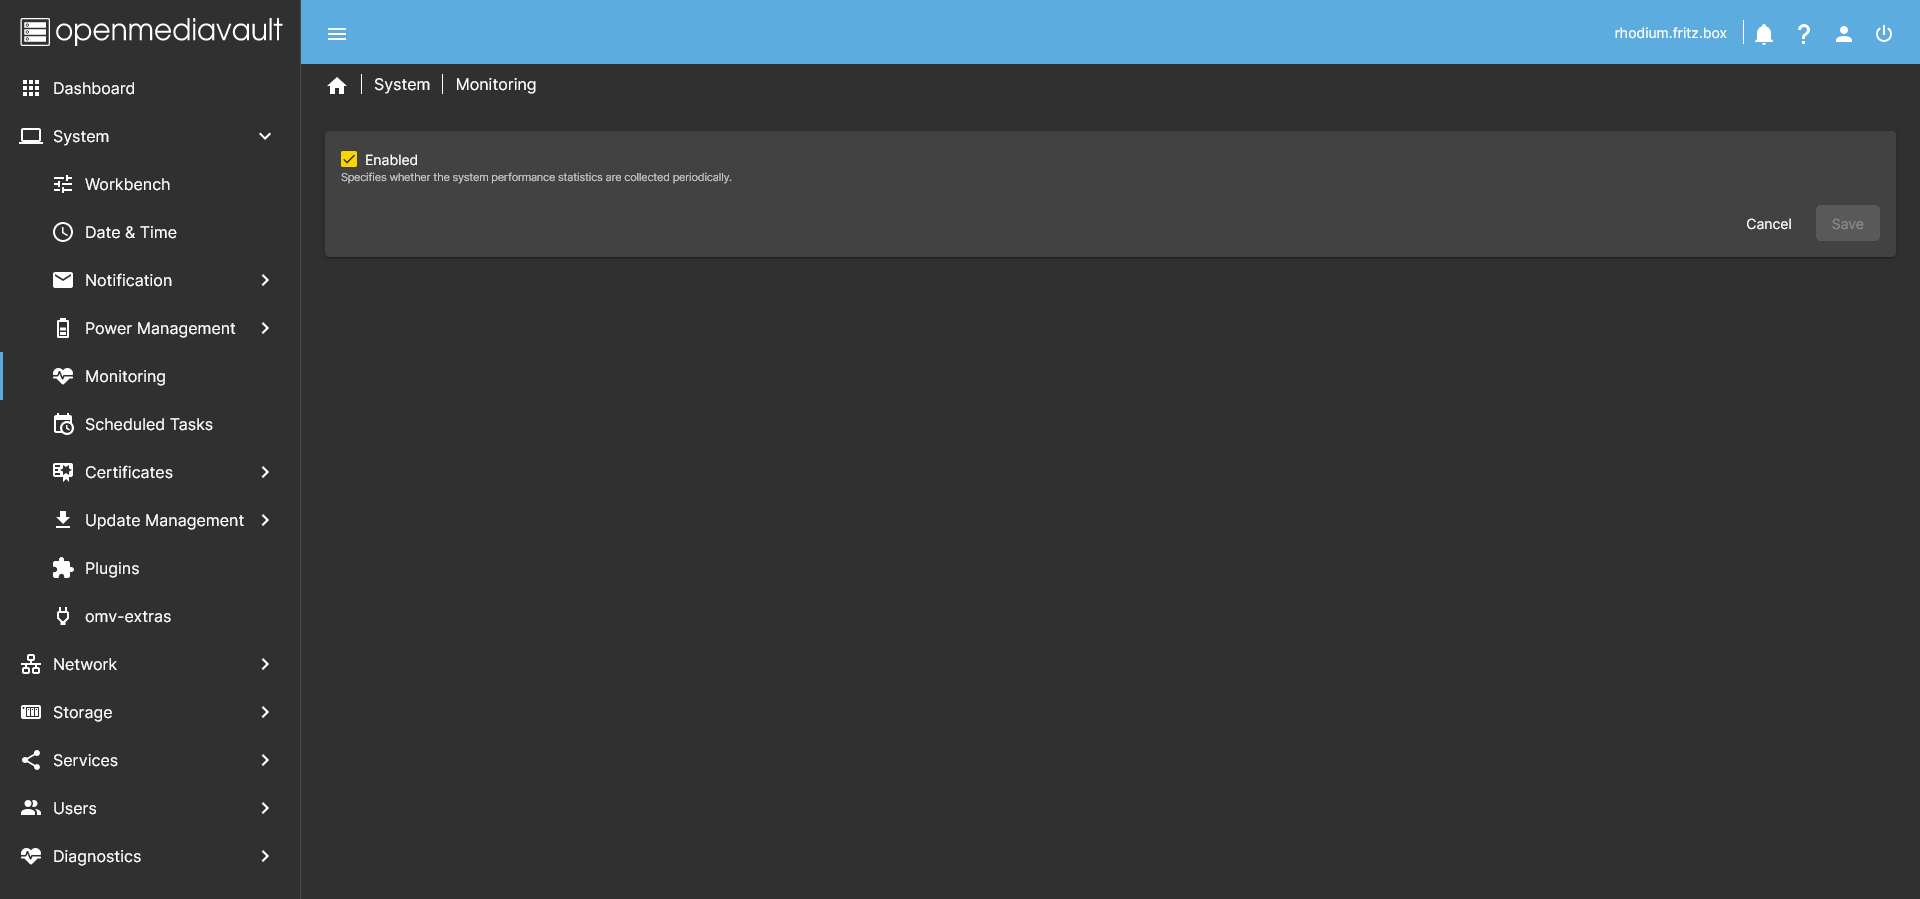 openmediavault
rhodium.fritz.box
Dashboard
System
Workbench
Date & Time
Notification
Power Management
Monitoring
Scheduled Tasks
Certificates
Update Management
Plugins
omv-extras
Network
Storage
Services
Users
Diagnostics
System | Monitoring
Enabled
Specifies whether the system performance statistics are collected periodically.
Cancel Save